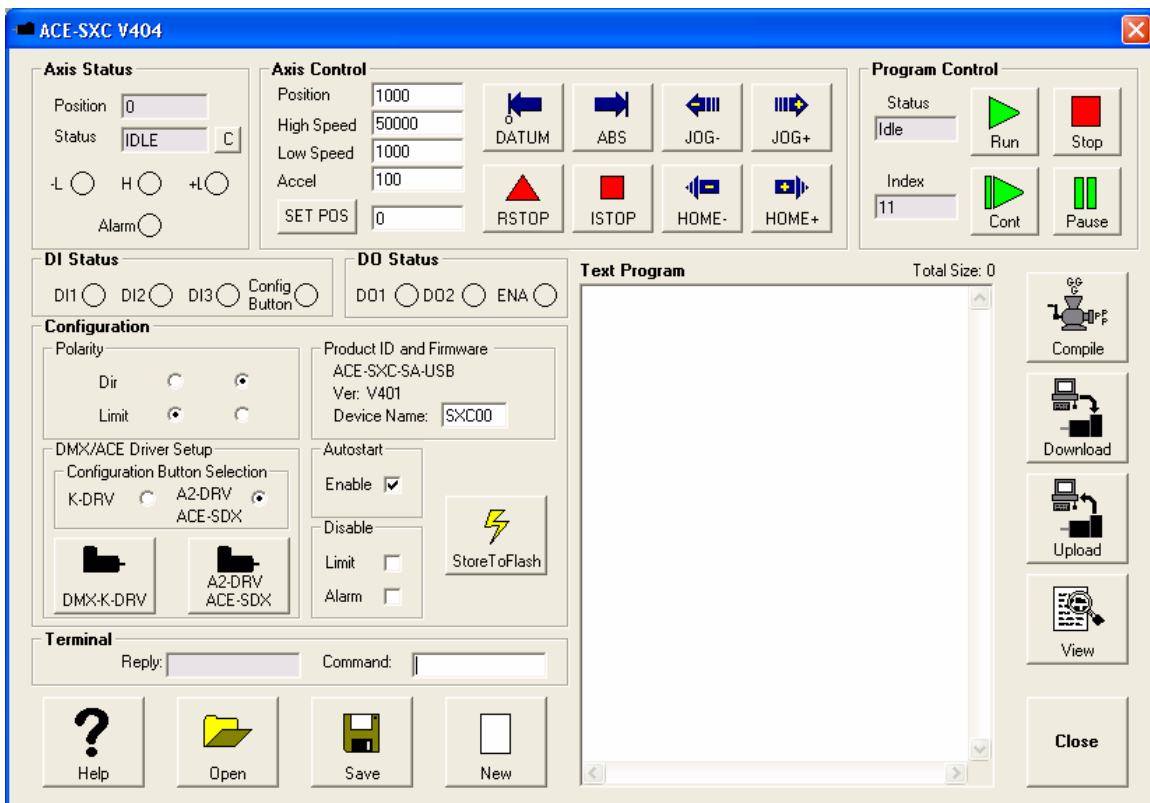 ACE-SXC V404
Axis Status
Position 0
Status IDLE C
-L H +L
Alarm
Axis Control
Position 1000
High Speed 50000
Low Speed 1000
Accel 100
SET POS 0
DATUM ABS JOG- JOG+
RSTOP ISTOP HOME- HOME+
Program Control
Status
Idle
Run Stop
Index
11
Cont Pause
DI Status
DI1 DI2 DI3 Config
Button
DO Status
DO1 DO2 ENA
Configuration
Polarity
Dir
Limit
Product ID and Firmware
ACE-SXC-SA-USB
Ver: V401
Device Name: SXC00
DMX/ACE Driver Setup
Configuration Button Selection
K-DRV A2-DRV
ACE-SDX
DMX-K-DRV
A2-DRV
ACE-SDX
Autostart
Enable
Disable
Limit
Alarm
StoreToFlash
Terminal
Reply: Command:
Help Open Save New
Text Program Total Size: 0
G G
G
P P
P
Compile
Download
Upload
View
Close